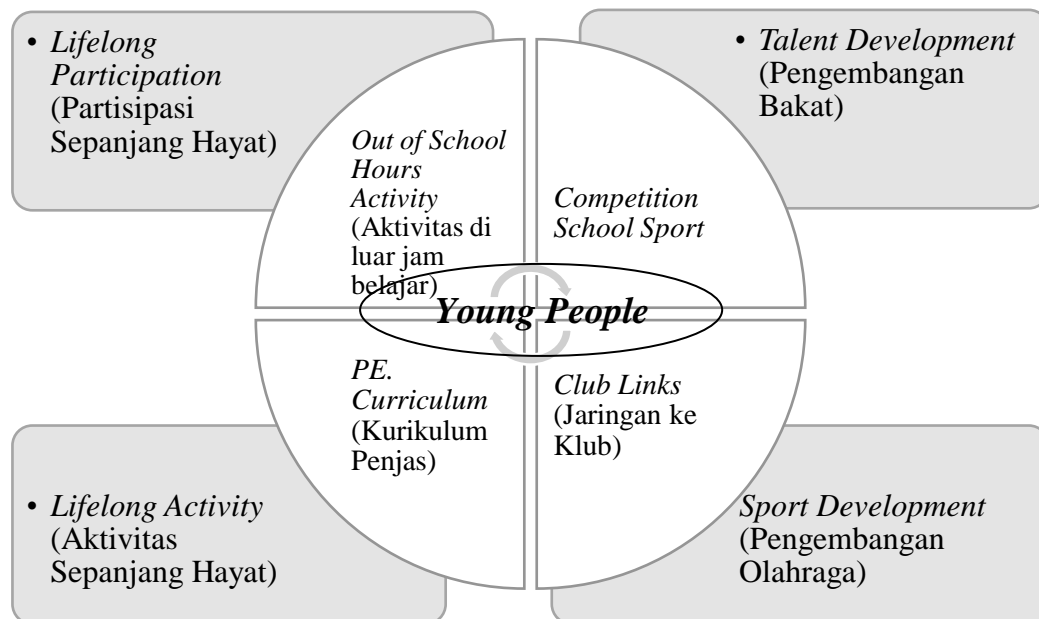 • Lifelong
Participation
(Partisipasi
Sepanjang Hayat)
• Talent Development
(Pengembangan
Bakat)
Out of School
Hours
Activity
(Aktivitas di
luar jam
belajar)
Competition
School Sport
Young People
PE.
Curriculum
(Kurikulum
Penjas)
Club Links
(Jaringan ke
Klub)
• Lifelong Activity
(Aktivitas
Sepanjang Hayat)
Sport Development
(Pengembangan
Olahraga)